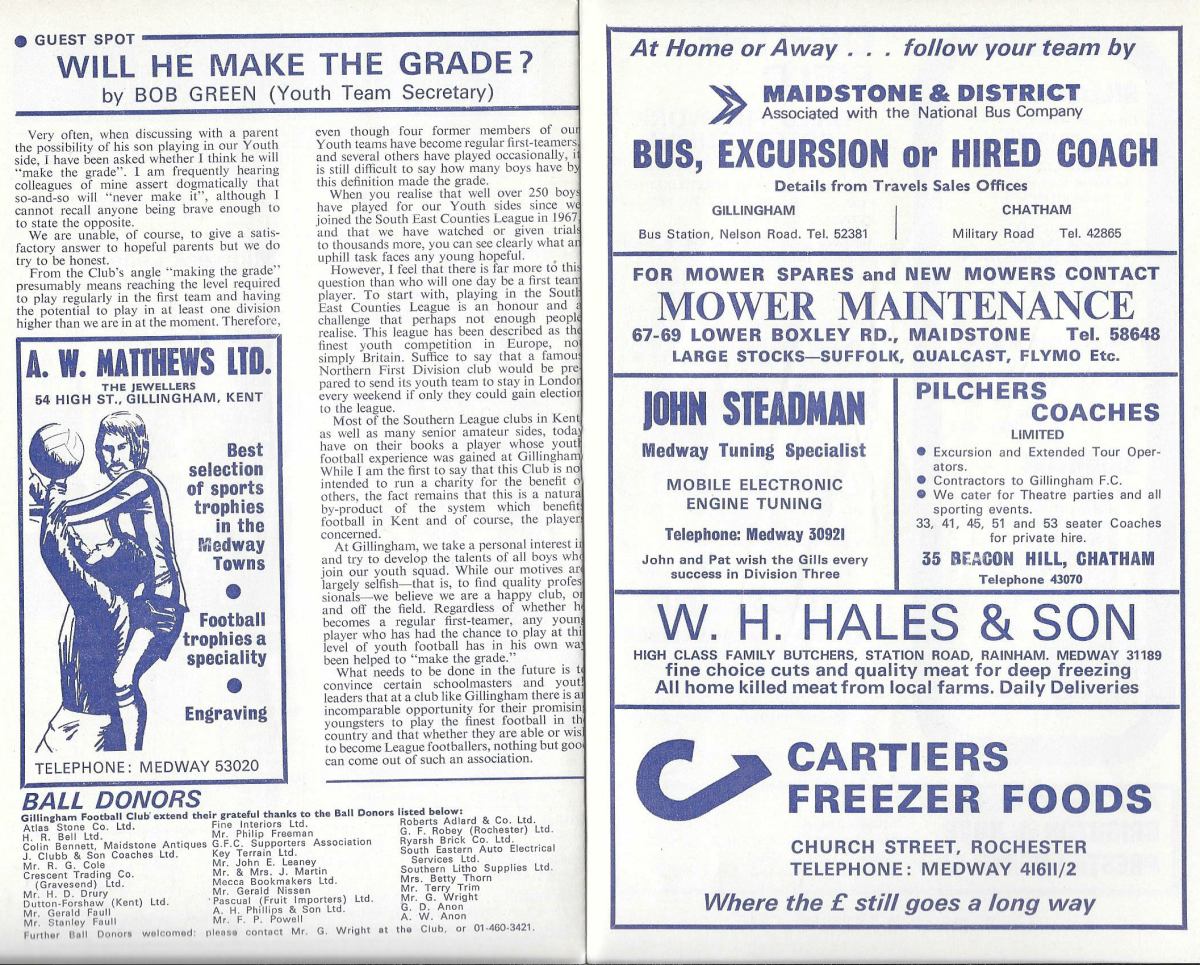 GUEST SPOT
WILL HE MAKE THE GRADE?
by BOB GREEN (Youth Team Secretary)
Very often, when discussing with a parent
the possibility of his son playing in our Youth
side, I have been asked whether I think he will
"make the grade". I am frequently hearing
colleagues of mine assert dogmatically that
so-and-so will "never make it", although I
cannot recall anyone being brave enough to
to state the opposite.
We are unable, of course, to give a satis-
factory answer to hopeful parents but we do
try to be honest.
From the Club's angle "making the grade"
presumably means reaching the level required
to play regularly in the first team and having
the potential to play in at least one division
higher than we are in at the moment. Therefore,
even though four former members of our
Youth teams have become regular first-teamers,
and several others have played occasionally, it
is still difficult to say how many boys have by
this definition made the grade.
When you realise that well over 250 boys
have played for our Youth sides since we
joined the South East Counties League in 1967,
and that we have watched or given trials
to thousands more, you can see clearly what an
uphill task faces any young hopeful.
However, I feel that there is far more to this
question than who will one day be a first team
player. To start with, playing in the South
East Counties League is an honour and a
challenge that perhaps not enough people
realise. This league has been described as the
finest youth competition in Europe, no
simply Britain. Suffice to say that a famous
Northern First Division club would be pre-
pared to send its youth team to stay in London
every weekend if only they could gain election
to the league.
Most of the Southern League clubs in Kent,
as well as many senior amateur sides, today
have on their books a player whose youth
football experience was gained at Gillingham.
While I am the first to say that this Club is no
intended to run a charity for the benefit o
others, the fact remains that this is a natura
by-product of the system which benefits
football in Kent and of course, the players
concerned.
At Gillingham, we take a personal interest in
and try to develop the talents of all boys who
join our youth squad. While our motives are
largely selfish—that is, to find quality profes
sionals—we believe we are a happy club, on
and off the field. Regardless of whether he
becomes a regular first-teamer, any young
player who has had the chance to play at this
level of youth football has in his own way
been helped to "make the grade."
What needs to be done in the future is to
convince certain schoolmasters and youth
leaders that at a club like Gillingham there is an
incomparable opportunity for their promising
youngsters to play the finest football in the
country and that whether they are able or wish
to become League footballers, nothing but good
can come out of such an association.
A. W. MATTHEWS LTD.
THE JEWELLERS
54 HIGH ST., GILLINGHAM, KENT
Best
selection
of sports
trophies
in the
Medway
Towns
Football
trophies a
speciality
Engraving
TELEPHONE: MEDWAY 53020
BALL DONORS
Gillingham Football Club extend their grateful thanks to the Ball Donors listed below:
Atlas Stone Co. Ltd.
H. R. Bell Ltd.
Colin Bennett, Maidstone Antiques
J. Clubb & Son Coaches Ltd.
Mr. R. G. Cole
Crescent Trading Co.
(Gravesend) Ltd.
Mr. H. D. Drury
Dutton-Forshaw (Kent) Ltd.
Mr. Gerald Faull
Mr. Stanley Faull
Fine Interiors Ltd.
Mr. Philip Freeman
G.F.C. Supporters Association
Key Terrain Ltd.
Mr. John E. Leaney
Mr. & Mrs. J. Martin
Mecca Bookmakers Ltd.
Mr. Gerald Nissen
Pascual (Fruit Importers) Ltd.
A. H. Phillips & Son Ltd.
Mr. F. P. Powell
Roberts Adlard & Co. Ltd.
G. F. Robey (Rochester) Ltd.
Ryarsh Brick Co. Ltd.
South Eastern Auto Electrical
Services Ltd.
Southern Litho Supplies Ltd.
Mrs. Betty Thorn
Mr. Terry Trim
Mr. G. Wright
G. D. Anon
A. W. Anon
Further Ball Donors welcomed: please contact Mr. G. Wright at the Club, or 01-460-3421.
At Home or Away . . . follow your team by
MAIDSTONE & DISTRICT
Associated with the National Bus Company
BUS, EXCURSION or HIRED COACH
Details from Travels Sales Offices
GILLINGHAM
Bus Station, Nelson Road. Tel. 52381
CHATHAM
Military Road Tel. 42865
FOR MOWER SPARES and NEW MOWERS CONTACT
MOWER MAINTENANCE
67-69 LOWER BOXLEY RD., MAIDSTONE Tel. 58648
LARGE STOCKS—SUFFOLK, QUALCAST, FLYMO Etc.
JOHN STEADMAN
Medway Tuning Specialist
MOBILE ELECTRONIC
ENGINE TUNING
Telephone: Medway 30921
John and Pat wish the Gills every
success in Division Three
PILCHERS
COACHES
LIMITED
Excursion and Extended Tour Oper-
ators.
Contractors to Gillingham F.C.
We cater for Theatre parties and all
sporting events.
33, 41, 45, 51 and 53 seater Coaches
for private hire.
35 BEACON HILL, CHATHAM
Telephone 43070
W. H. HALES & SON
HIGH CLASS FAMILY BUTCHERS, STATION ROAD, RAINHAM. MEDWAY 31189
fine choice cuts and quality meat for deep freezing
All home killed meat from local farms. Daily Deliveries
CARTIERS
FREEZER FOODS
CHURCH STREET, ROCHESTER
TELEPHONE: MEDWAY 41611/2
Where the £ still goes a long way